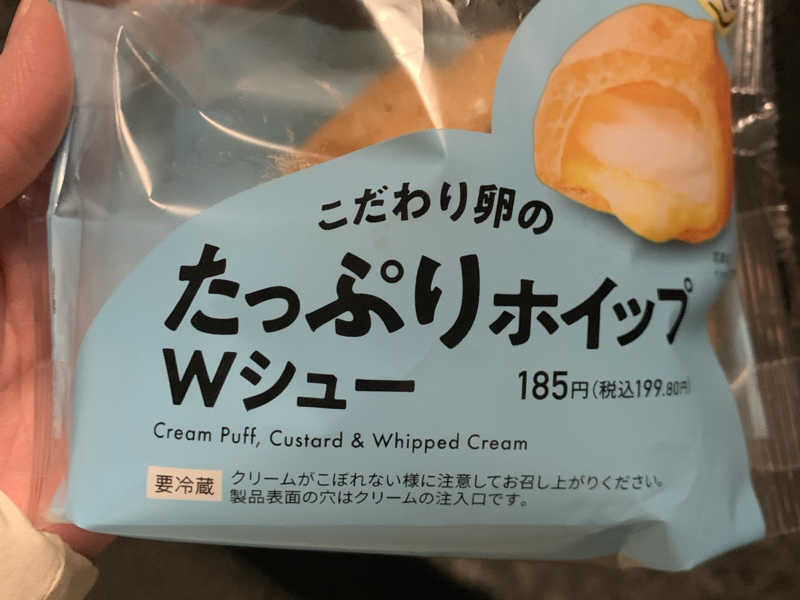 こだわり卵の
たっぷりホイップ
Wシュー
185円(税込199.80円)
Cream Puff, Custard & Whipped Cream
要冷蔵
クリームがこぼれない様に注意してお召し上がりください。
製品表面の穴はクリームの注入口です。